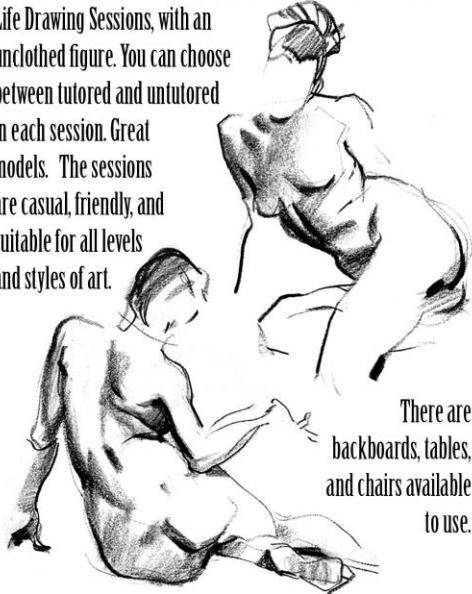 Life Drawing Sessions, with an
unclothed figure. You can choose
between tutored and untutored
in each session. Great
models. The sessions
are casual, friendly, and
suitable for all levels
and styles of art.
There are
backboards, tables,
and chairs available
to use.